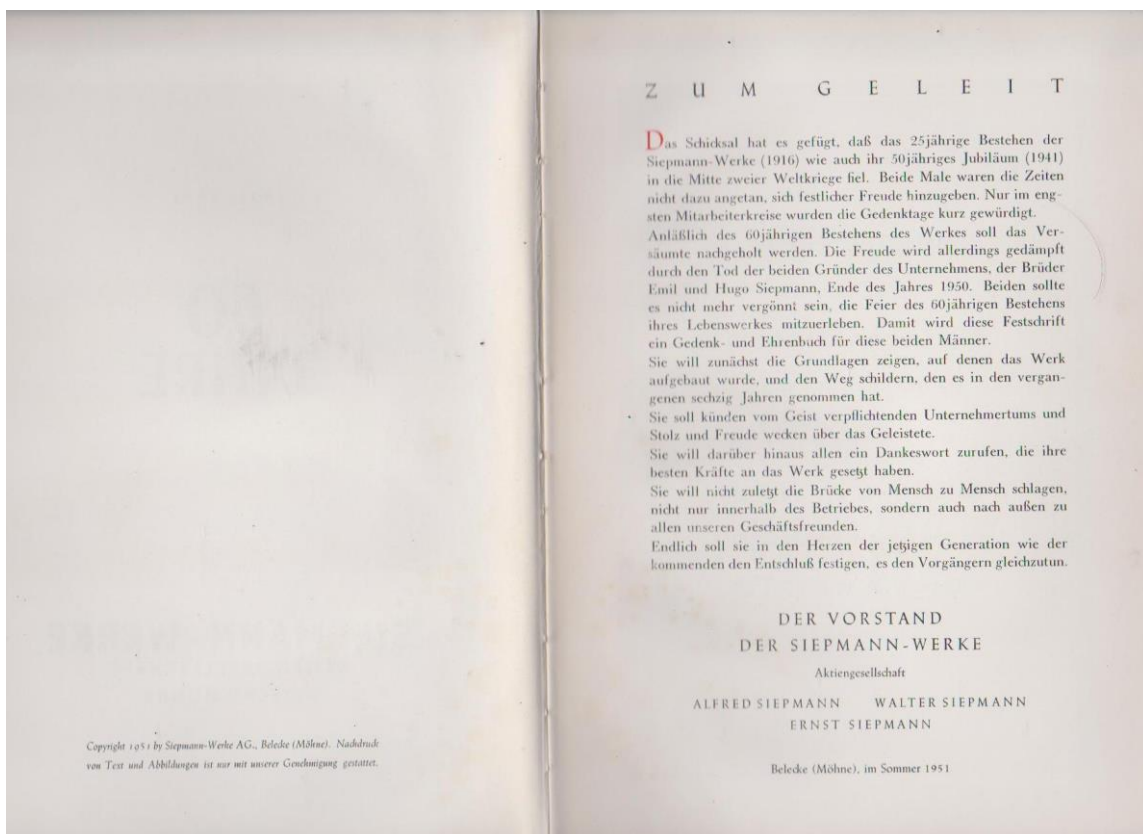 Copyright 1951 by Siepmann-Werke AG., Belecke (Möhne). Nachdruck
von Text und Abbildungen ist nur mit unserer Genehmigung gestattet.
ZUM GELEIT
Das Schicksal hat es gefügt, daß das 25jährige Bestehen der
Siepmann-Werke (1916) wie auch ihr 50jähriges Jubiläum (1941)
in die Mitte zweier Weltkriege fiel. Beide Male waren die Zeiten
nicht dazu angetan, sich festlicher Freude hinzugeben. Nur im eng-
sten Mitarbeiterkreise wurden die Gedenktage kurz gewürdigt.
Anläßlich des 60jährigen Bestehens des Werkes soll das Ver-
säumte nachgeholt werden. Die Freude wird allerdings gedämpft
durch den Tod der beiden Gründer des Unternehmens, der Brüder
Emil und Hugo Siepmann, Ende des Jahres 1950. Beiden sollte
es nicht mehr vergönnt sein, die Feier des 60jährigen Bestehens
ihres Lebenswerkes mitzuerleben. Damit wird diese Festschrift
ein Gedenk- und Ehrenbuch für diese beiden Männer.
Sie will zunächst die Grundlagen zeigen, auf denen das Werk
aufgebaut wurde, und den Weg schildern, den es in den vergan-
genen sechzig Jahren genommen hat.
Sie soll künden vom Geist verpflichtenden Unternehmertums und
Stolz und Freude wecken über das Geleistete.
Sie will darüber hinaus allen ein Dankeswort zurufen, die ihre
besten Kräfte an das Werk gesetzt haben.
Sie will nicht zuletzt die Brücke von Mensch zu Mensch schlagen,
nicht nur innerhalb des Betriebes, sondern auch nach außen zu
allen unseren Geschäftsfreunden.
Endlich soll sie in den Herzen der jetzigen Generation wie der
kommenden den Entschluß festigen, es den Vorgängern gleichzutun.
DER VORSTAND
DER SIEPMANN-WERKE
Aktiengesellschaft
ALFRED SIEPMANN WALTER SIEPMANN
ERNST SIEPMANN
Belecke (Möhne), im Sommer 1951